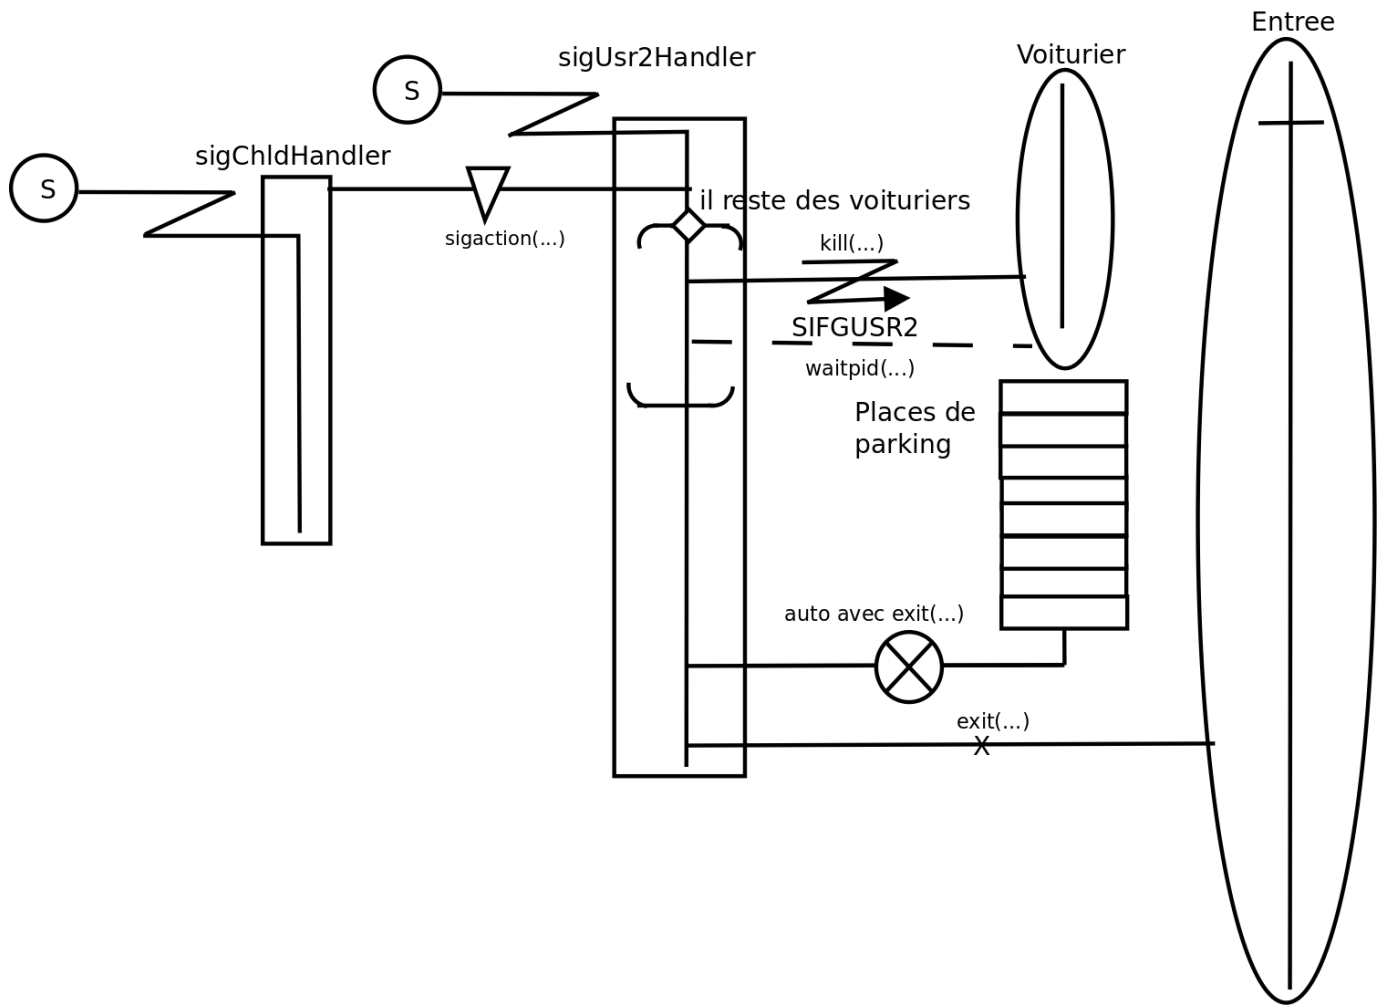 Entree
Voiturier
sigUsr2Handler
S
sigChldHandler
S
il reste des voituriers
sigaction(...)
kill(...)
SIFGUSR2
waitpid(...)
Places de
parking
auto avec exit(...)
exit(...)
X